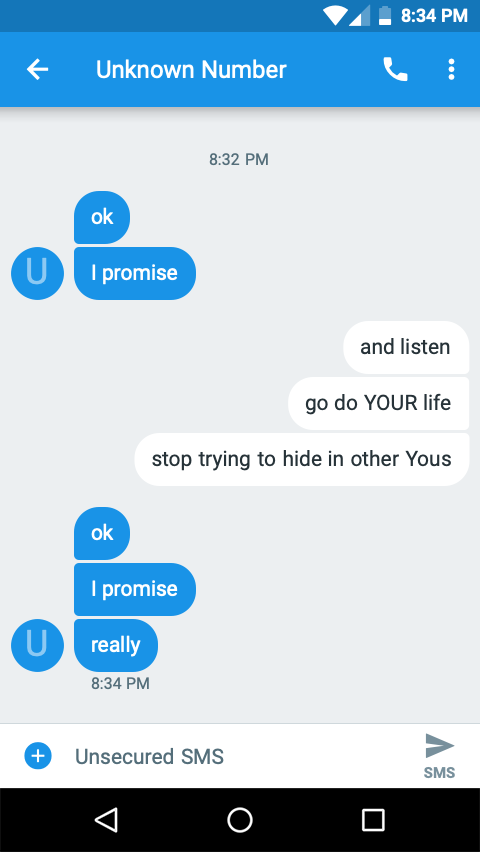 8:34 PM
Unknown Number
8:32 PM
ok
U
I promise
and listen
go do YOUR life
stop trying to hide in other Yous
ok
I promise
U
really
8:34 PM
Unsecured SMS
SMS